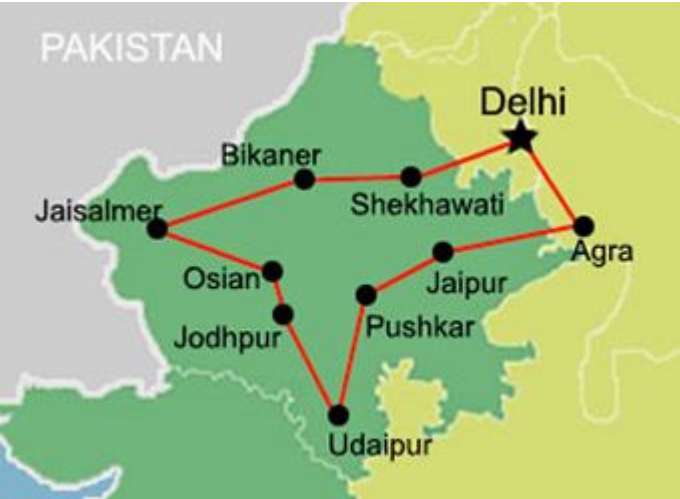 PAKISTAN
Delhi
Bikaner
Shekhawati
Jaisalmer
Agra
Osian
Jaipur
Jodhpur
Pushkar
Udaipur